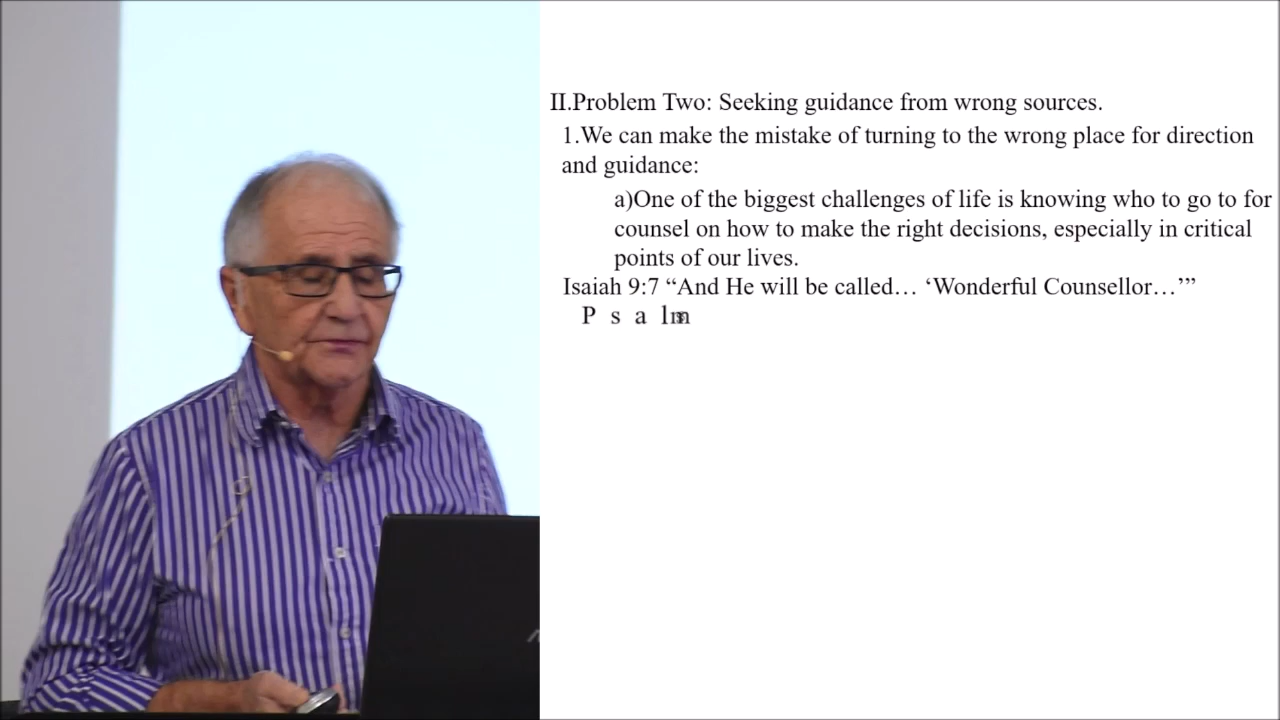 II.Problem Two: Seeking guidance from wrong sources.
1.We can make the mistake of turning to the wrong place for direction
and guidance:
a)One of the biggest challenges of life is knowing who to go to for
counsel on how to make the right decisions, especially in critical
points of our lives.
Isaiah 9:7 “And He will be called… ‘Wonderful Counsellor…’”